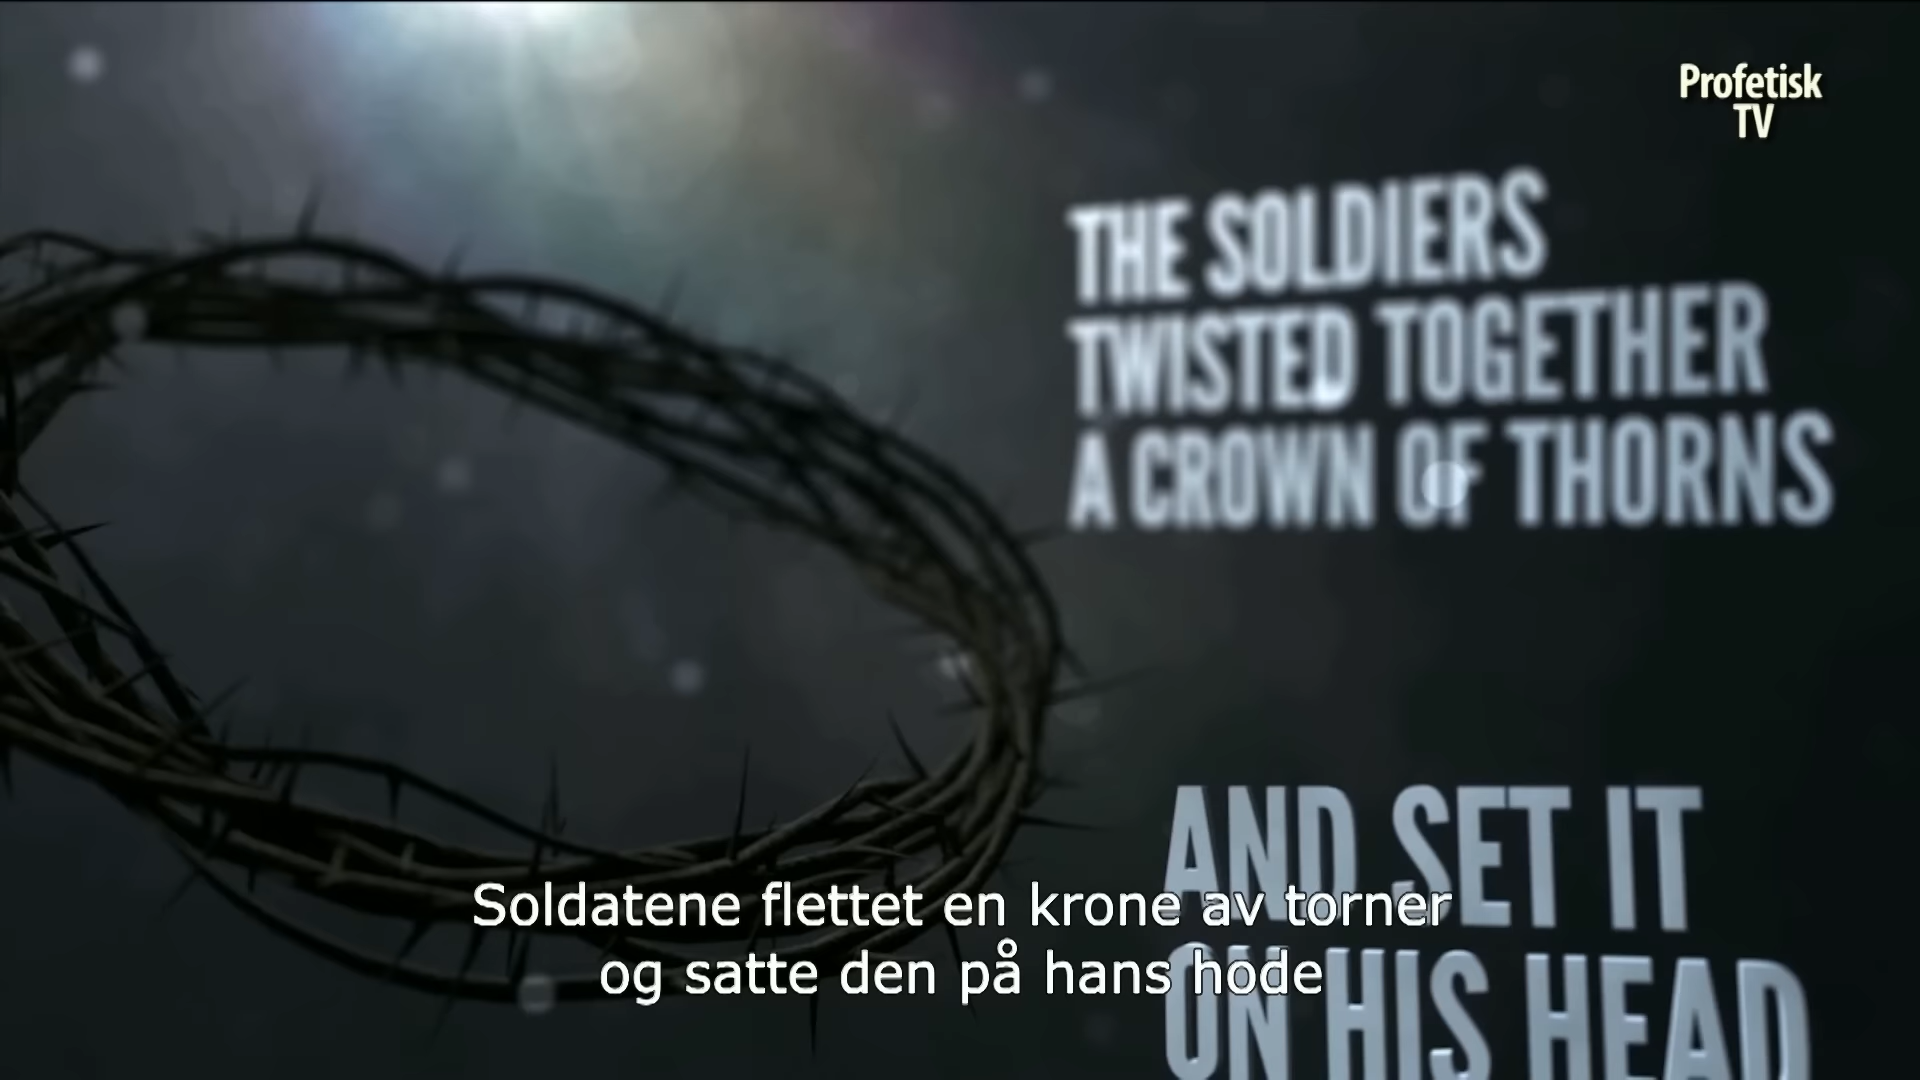 Profetisk
TV
THE SOLDIERS
TWISTED TOGETHER
A CROWN OF THORNS
AND SET IT
ON HIS HEAD
Soldatene flettet en krone av torner
og satte den på hans hode